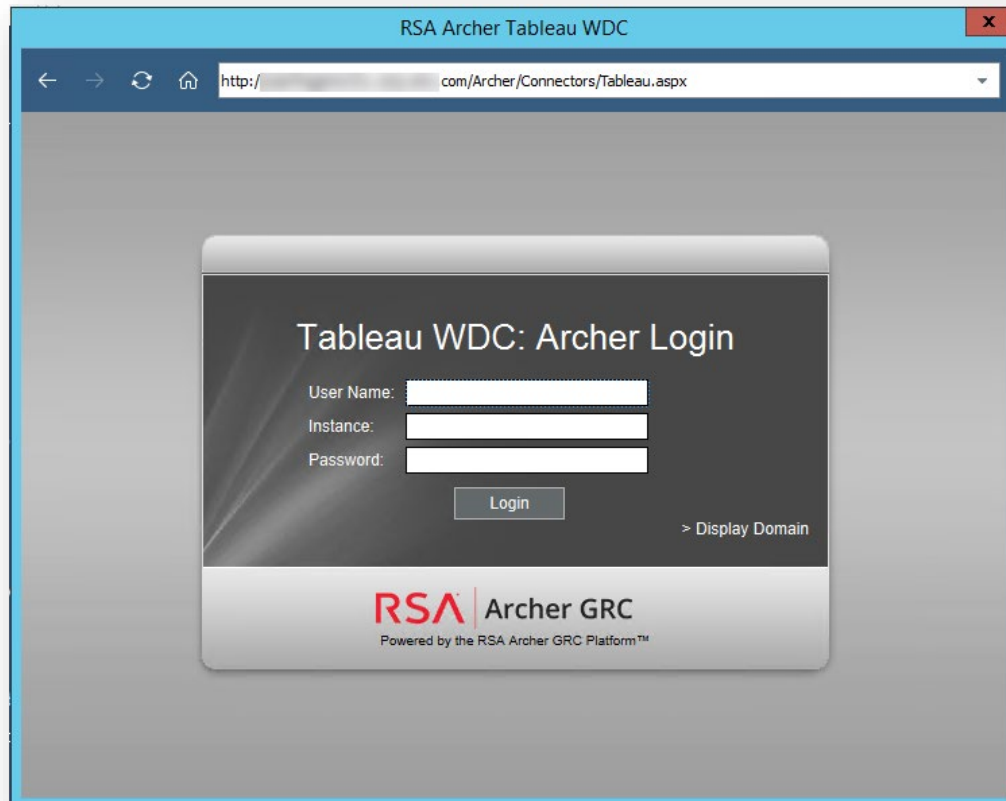 RSA Archer Tableau WDC
x
http:/ .com/Archer/Connectors/Tableau.aspx
Tableau WDC: Archer Login
User Name:
Instance:
Password:
Login
> Display Domain
RSA Archer GRC
Powered by the RSA Archer GRC Platform™